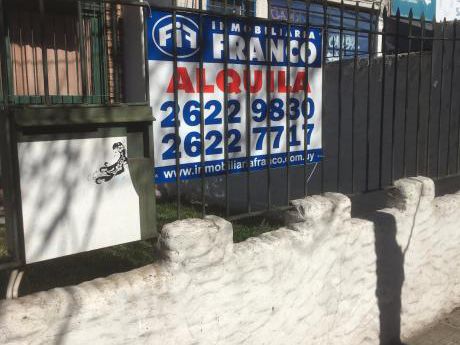 FIF
INMOBILIARIA
FRANCO
ALQUILA
2622 9830
2622 7717
www.inmobiliariafranco.com.uy